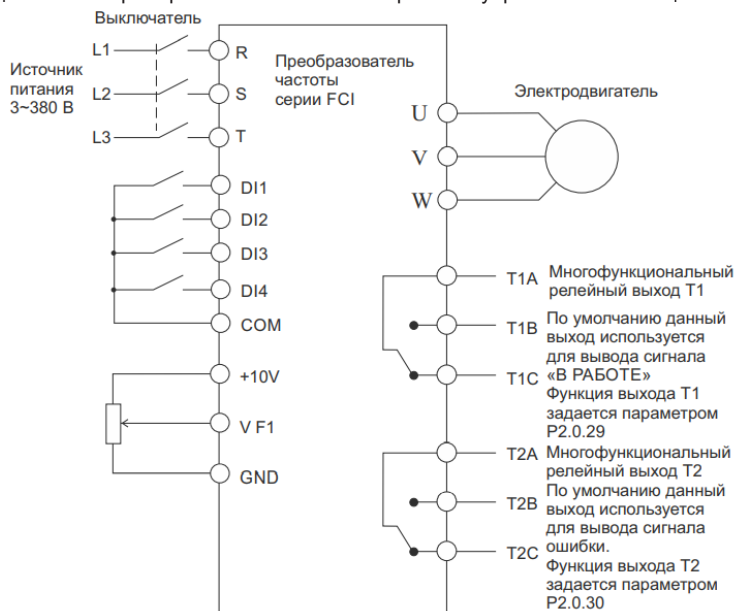 Выключатель
L1
R
Источник
питания
3~380 В
L2
S
L3
T
Преобразователь
частоты
серии FCI
Электродвигатель
U
V
W
DI1
DI2
DI3
DI4
COM
+10V
V F1
GND
T1A
Многофункциональный
релейный выход T1
T1B
По умолчанию данный
выход используется
для вывода сигнала
T1C
«В РАБОТЕ»
Функция выхода T1
задается параметром
P2.0.29
T2A
Многофункциональный
релейный выход T2
T2B
По умолчанию данный
выход используется
для вывода сигнала
T2C
ошибки.
Функция выхода T2
задается параметром
P2.0.30